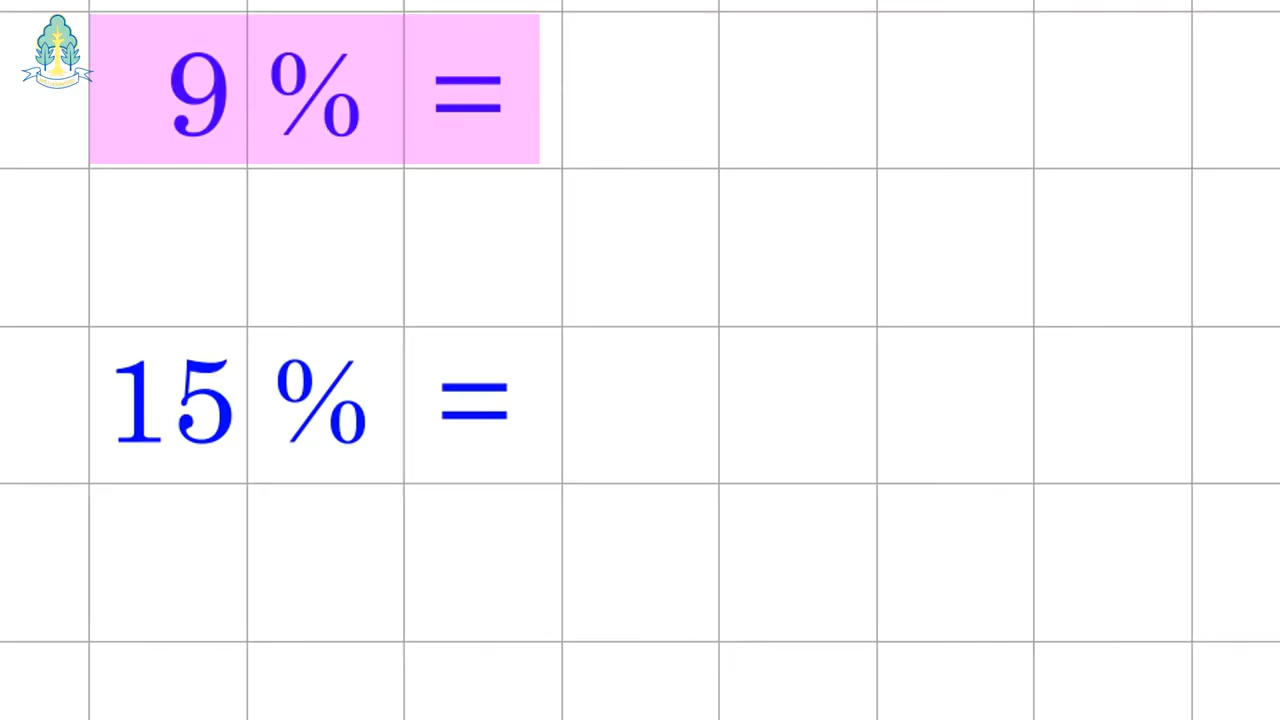 9 % =
15 % =